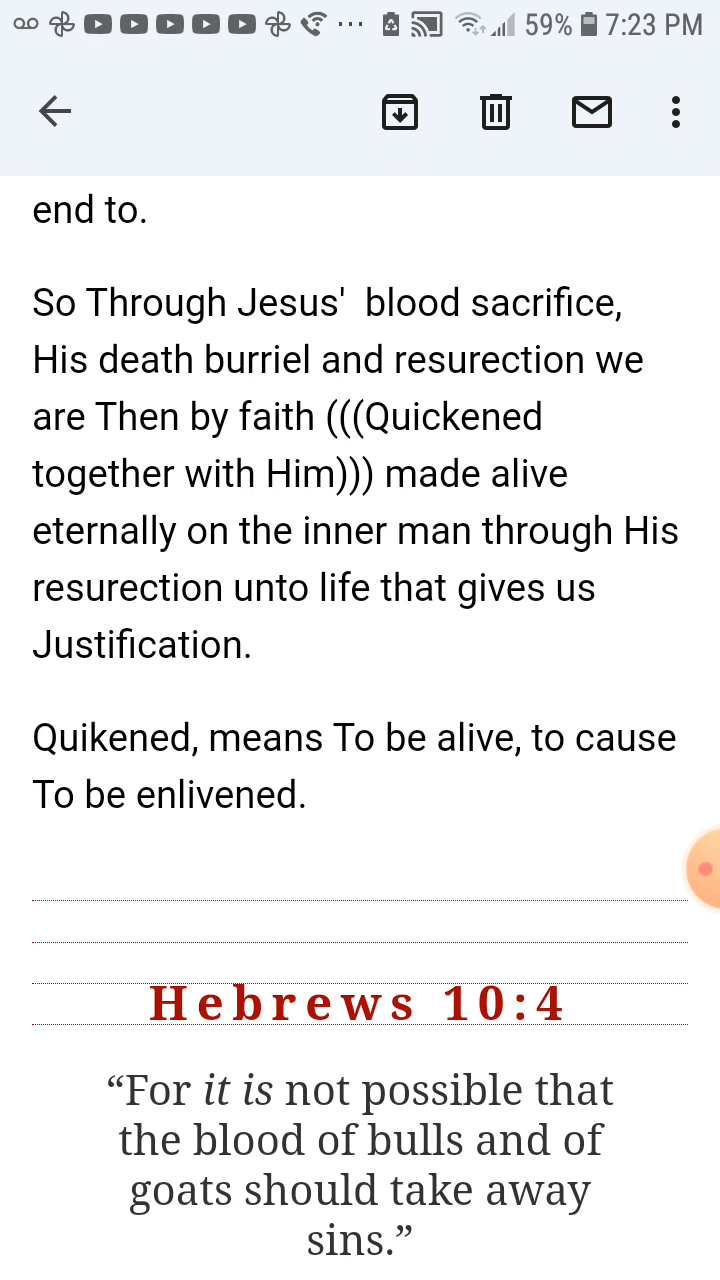 59% 7:23 PM
end to.
So Through Jesus'  blood sacrifice,
His death burriel and resurection we
are Then by faith (((Quickened
together with Him))) made alive
eternally on the inner man through His
resurection unto life that gives us
Justification.
Quikened, means To be alive, to cause
To be enlivened.
Hebrews 10:4
“For it is not possible that
the blood of bulls and of
goats should take away
sins.”